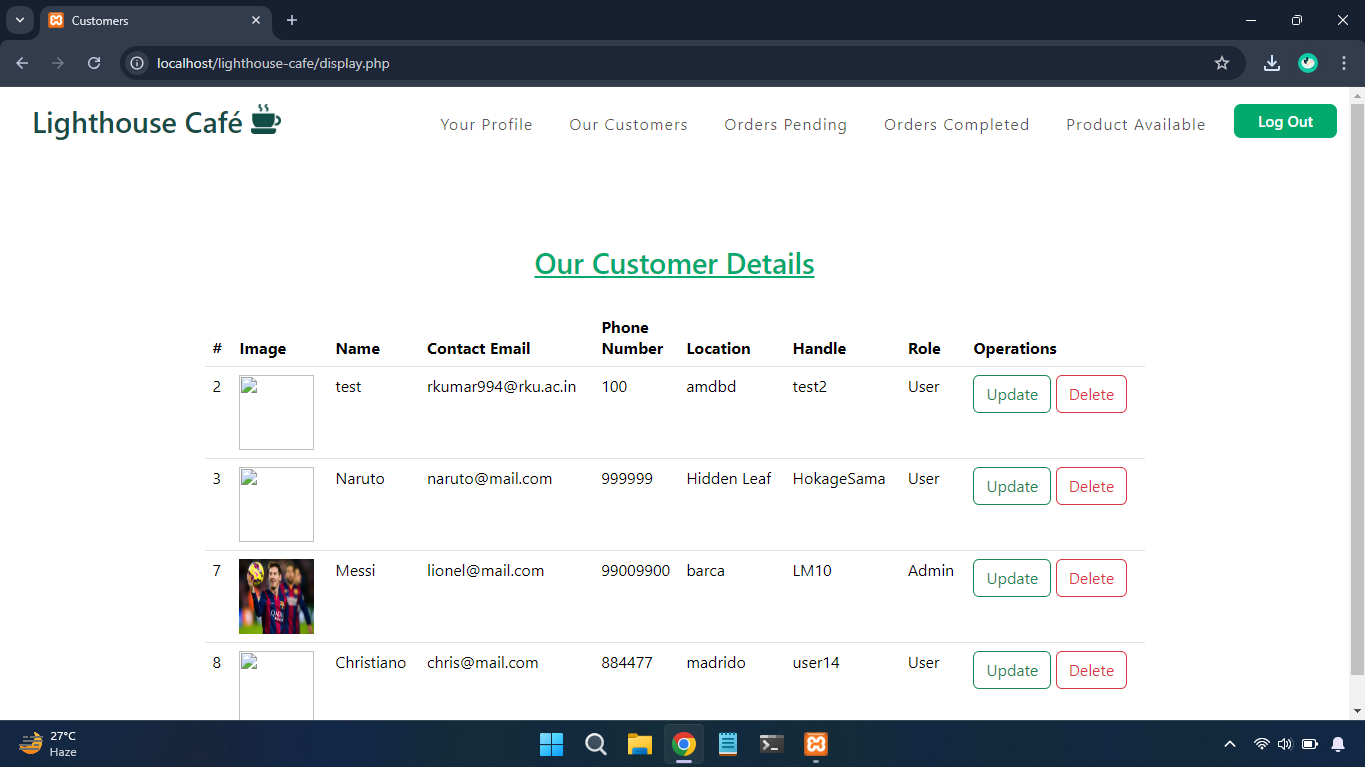 Customers
localhost/lighthouse-cafe/display.php
Lighthouse Café
Your Profile Our Customers Orders Pending Orders Completed Product Available Log Out
Our Customer Details
# Image Name Contact Email Phone Number Location Handle Role Operations
2 test rkumar994@rku.ac.in 100 amdbd test2 User Update Delete
3 Naruto naruto@mail.com 999999 Hidden Leaf HokageSama User Update Delete
7 Messi lionel@mail.com 99009900 barca LM10 Admin Update Delete
8 Christiano chris@mail.com 884477 madrido user14 User Update Delete
27°C
Haze